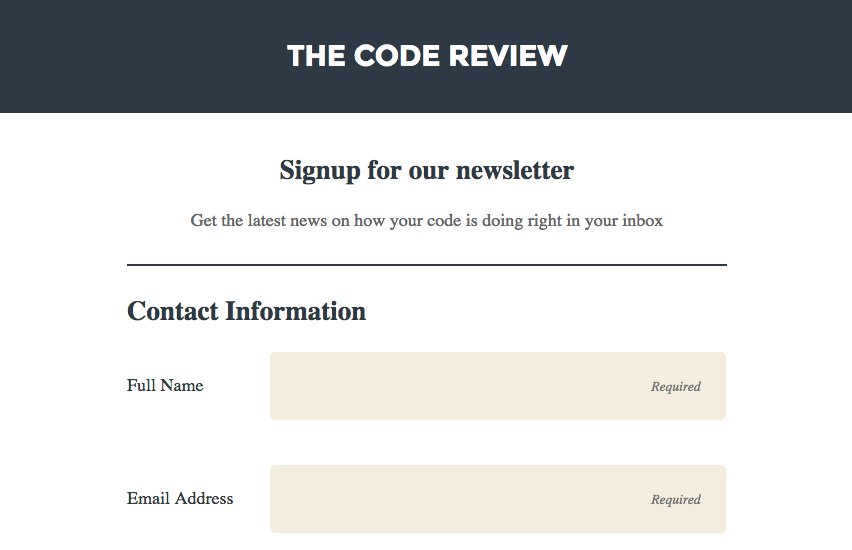 THE CODE REVIEW
Signup for our newsletter
Get the latest news on how your code is doing right in your inbox
Contact Information
Full Name
Required
Email Address
Required